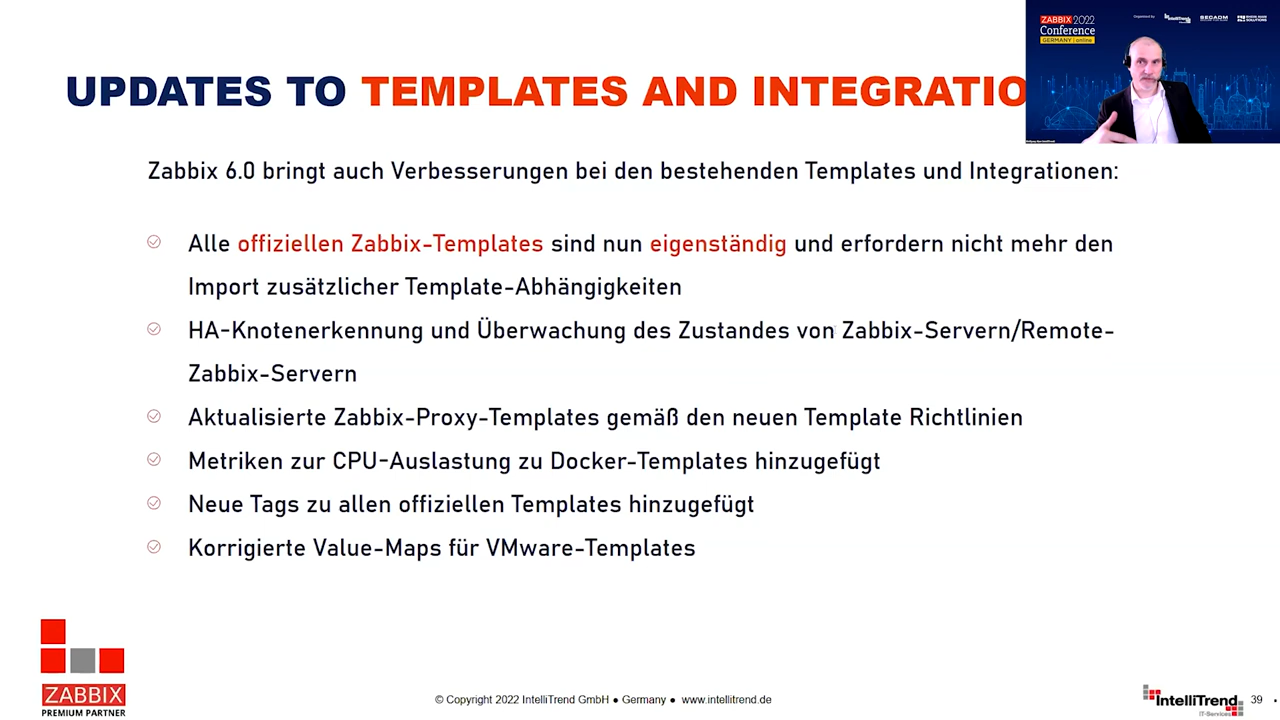 ZABBIX 2022
Conference
GERMANY | online
Organised by
IntelliTrend
SECADM
UPDATES TO TEMPLATES AND INTEGRATIO
Zabbix 6.0 bringt auch Verbesserungen bei den bestehenden Templates und Integrationen:
Alle offiziellen Zabbix-Templates sind nun eigenständig und erfordern nicht mehr den
Import zusätzlicher Template-Abhängigkeiten
HA-Knotenerkennung und Überwachung des Zustandes von Zabbix-Servern/Remote-
Zabbix-Servern
Aktualisierte Zabbix-Proxy-Templates gemäß den neuen Template Richtlinien
Metriken zur CPU-Auslastung zu Docker-Templates hinzugefügt
Neue Tags zu allen offiziellen Templates hinzugefügt
Korrigierte Value-Maps für VMware-Templates
ZABBIX
PREMIUM PARTNER
© Copyright 2022 IntelliTrend GmbH ● Germany ● www.intellitrend.de
IntelliTrend
IT-Services
39